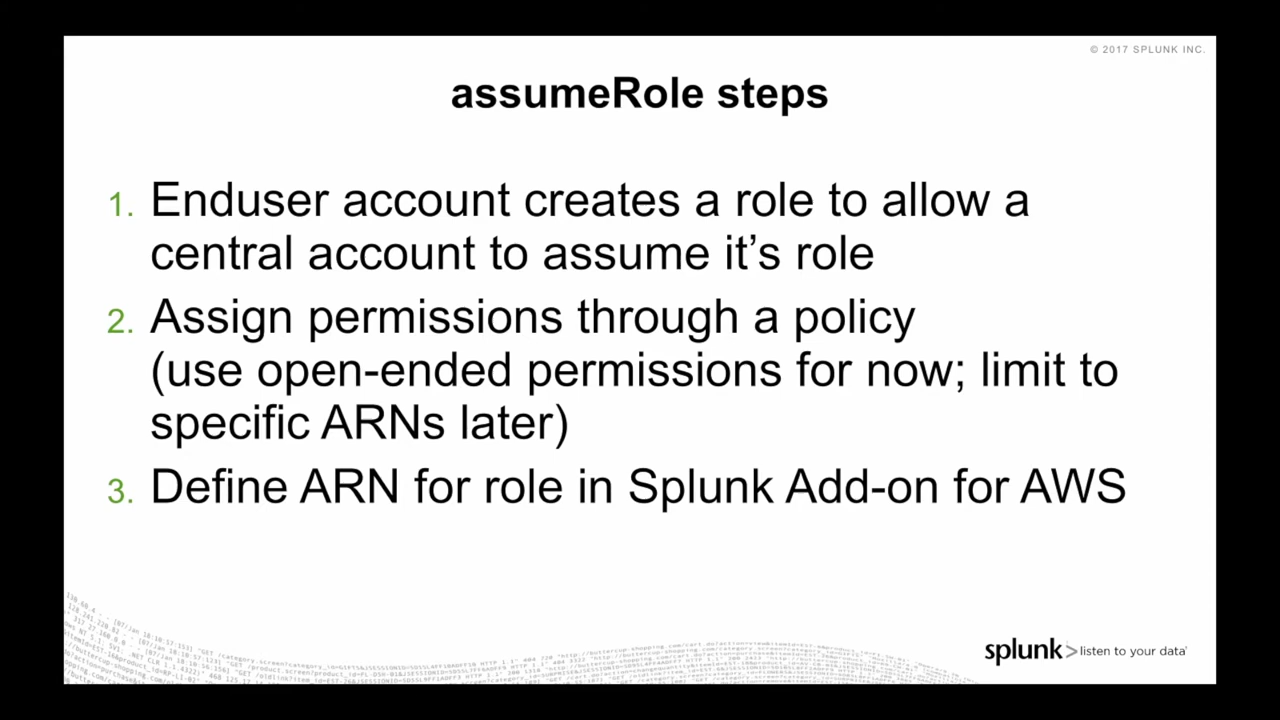 © 2017 SPLUNK INC.
assumeRole steps
1. Enduser account creates a role to allow a
central account to assume it’s role
2. Assign permissions through a policy
(use open-ended permissions for now; limit to
specific ARNs later)
3. Define ARN for role in Splunk Add-on for AWS
splunk> listen to your data